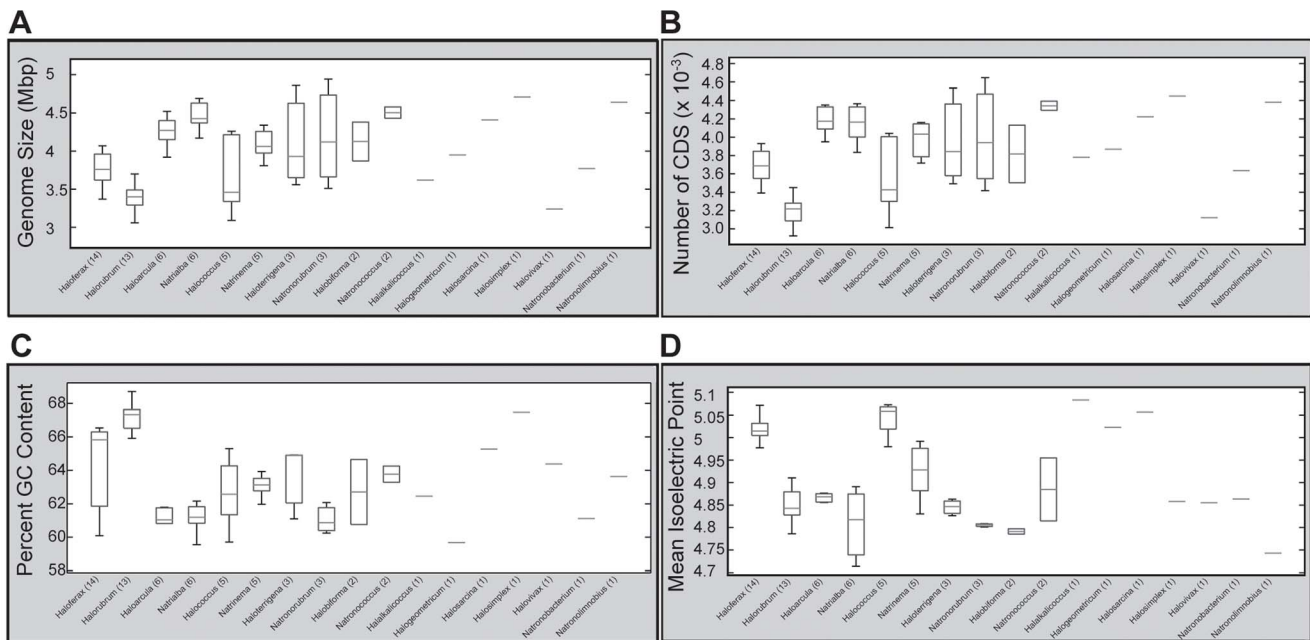 A
Genome Size (Mbp)
5
4.5
4
3.5
3
Haloferax (14)
Halorubrum (13)
Haloarcula (6)
Natrialba (6)
Halococcus (5)
Natrinema (5)
Haloterrigena (3)
Natronorubrum (3)
Halobiforma (2)
Natronococcus (2)
Halalkalicoccus (1)
Halogeometricum (1)
Halosarcina (1)
Halosimplex (1)
Halovivax (1)
Natronobacterium (1)
Natronolimnobius (1)
B
Number of CDS (x 10⁻³)
4.8
4.6
4.4
4.2
4.0
3.8
3.6
3.4
3.2
3.0
Haloferax (14)
Halorubrum (13)
Haloarcula (6)
Natrialba (6)
Halococcus (5)
Natrinema (5)
Haloterrigena (3)
Natronorubrum (3)
Halobiforma (2)
Natronococcus (2)
Halalkalicoccus (1)
Halogeometricum (1)
Halosarcina (1)
Halosimplex (1)
Halovivax (1)
Natronobacterium (1)
Natronolimnobius (1)
C
Percent GC Content
68
66
64
62
60
58
Haloferax (14)
Halorubrum (13)
Haloarcula (6)
Natrialba (6)
Halococcus (5)
Natrinema (5)
Haloterrigena (3)
Natronorubrum (3)
Halobiforma (2)
Natronococcus (2)
Halalkalicoccus (1)
Halogeometricum (1)
Halosarcina (1)
Halosimplex (1)
Halovivax (1)
Natronobacterium (1)
Natronolimnobius (1)
D
Mean Isoelectric Point
5.1
5.05
5
4.95
4.9
4.85
4.8
4.75
4.7
Haloferax (14)
Halorubrum (13)
Haloarcula (6)
Natrialba (6)
Halococcus (5)
Natrinema (5)
Haloterrigena (3)
Natronorubrum (3)
Halobiforma (2)
Natronococcus (2)
Halalkalicoccus (1)
Halogeometricum (1)
Halosarcina (1)
Halosimplex (1)
Halovivax (1)
Natronobacterium (1)
Natronolimnobius (1)